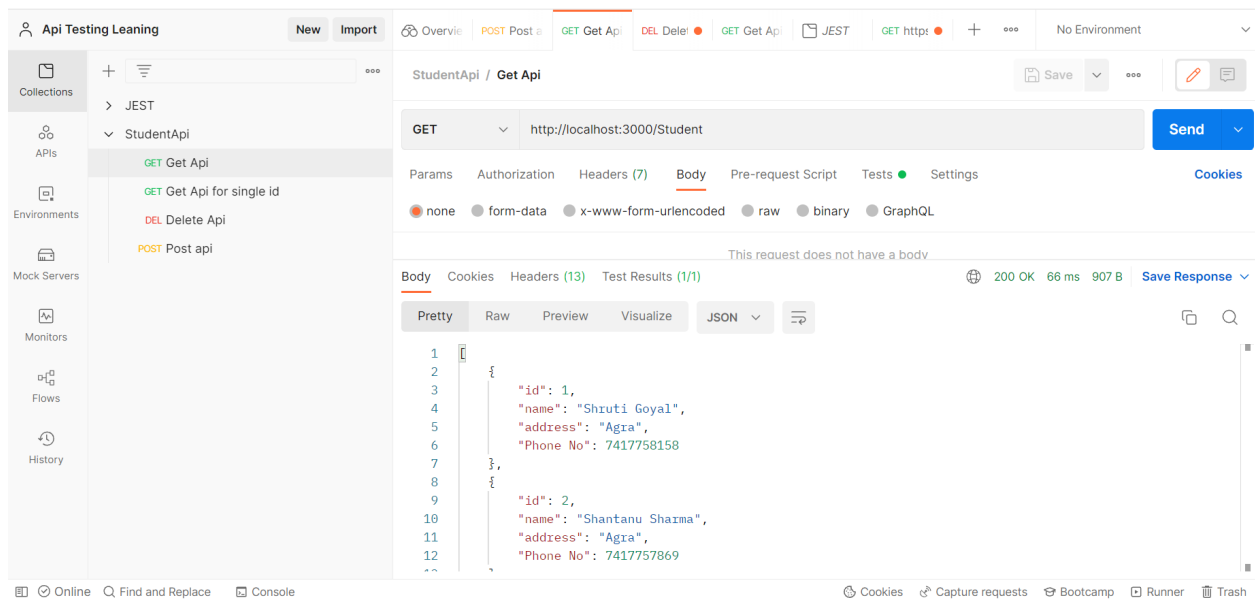 Api Testing Leaning
New
Import
Overvie
POST Post a
GET Get Api
DEL Delet
GET Get Ap
JEST
GET https
No Environment
Collections
APIs
Environments
Mock Servers
Monitors
Flows
History
JEST
StudentApi
GET Get Api
GET Get Api for single id
DEL Delete Api
POST Post api
StudentApi / Get Api
Save
GET
http://localhost:3000/Student
Send
Params Authorization Headers (7) Body Pre-request Script Tests Settings Cookies
none form-data x-www-form-urlencoded raw binary GraphQL
This request does not have a body
Body Cookies Headers (13) Test Results (1/1) 200 OK 66 ms 907 B Save Response
Pretty Raw Preview Visualize JSON
1 [
2 {
3 "id": 1,
4 "name": "Shruti Goyal",
5 "address": "Agra",
6 "Phone No": 7417758158
7 },
8 {
9 "id": 2,
10 "name": "Shantanu Sharma",
11 "address": "Agra",
12 "Phone No": 7417757869
Online Find and Replace Console Cookies Capture requests Bootcamp Runner Trash